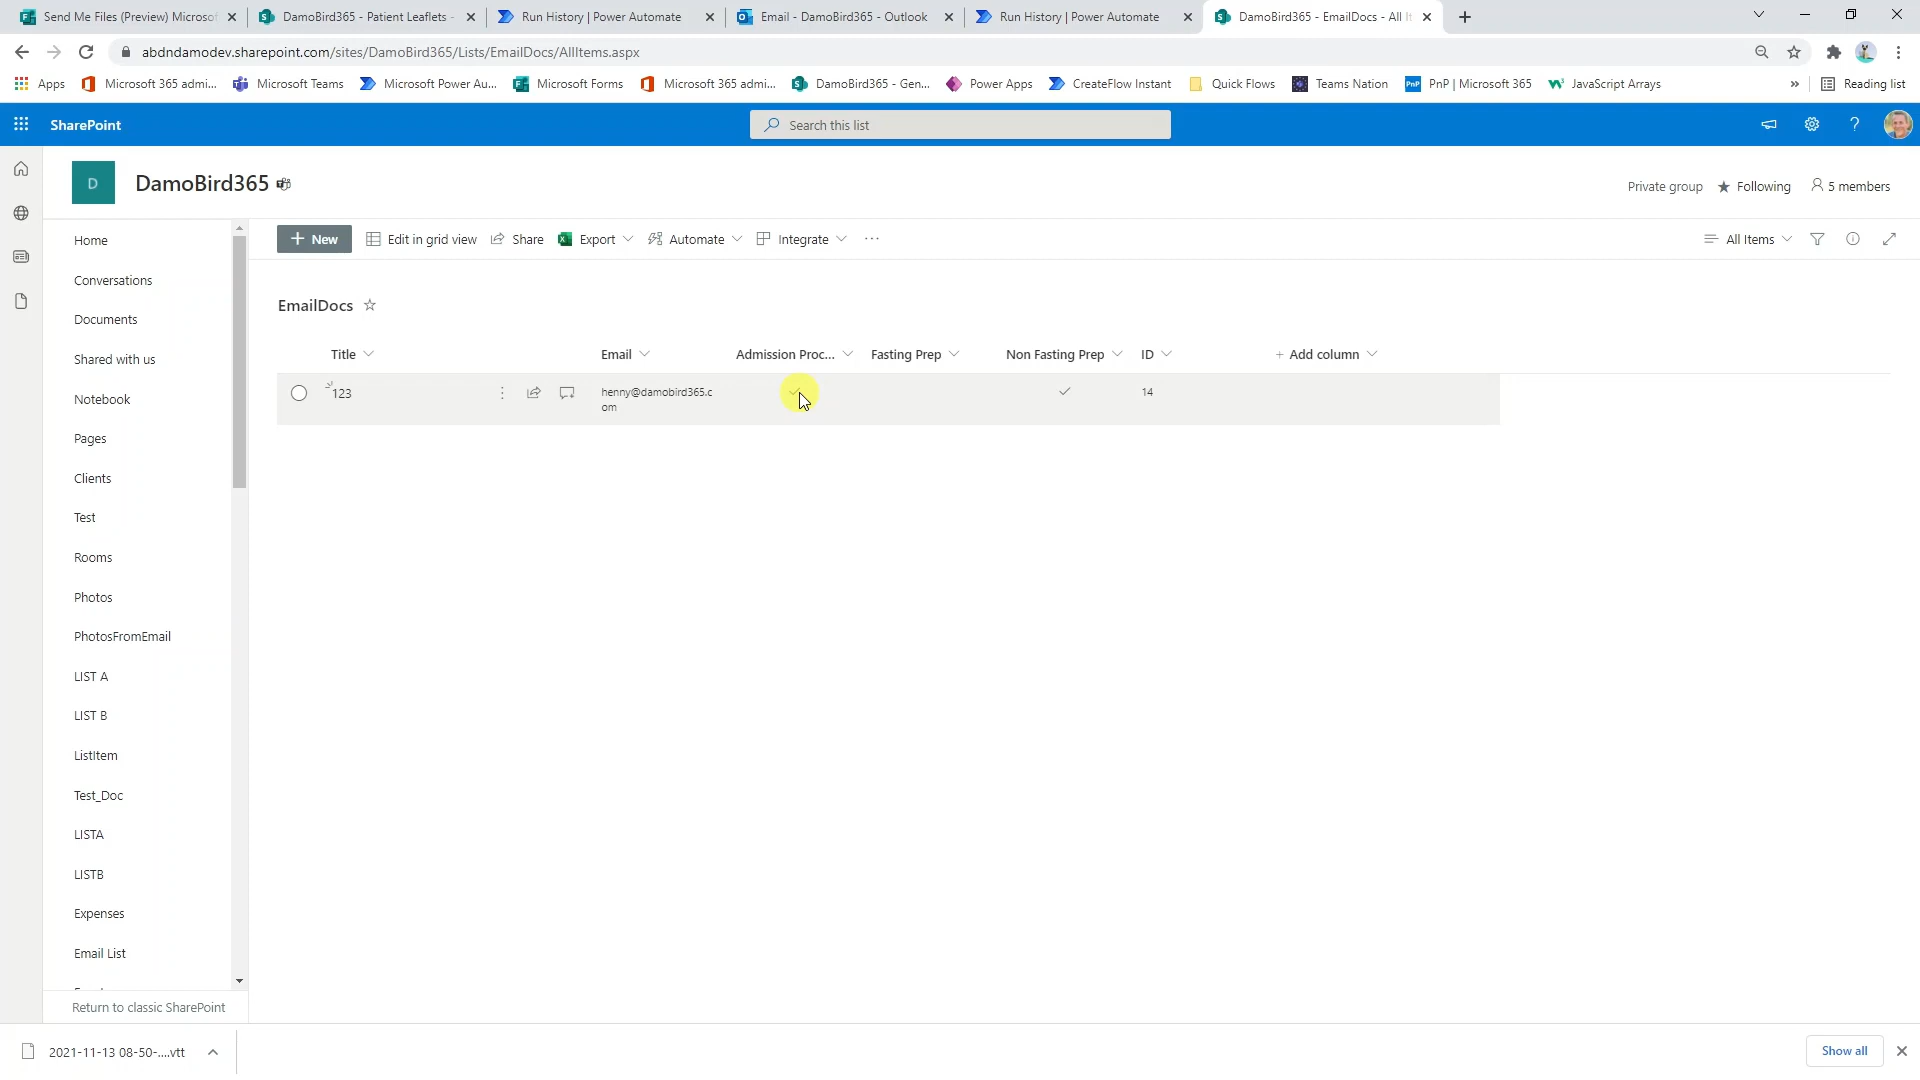 Send Me Files (Preview) Microsof
DamoBird365 - Patient Leaflets -
Run History | Power Automate
Email - DamoBird365 - Outlook
Run History | Power Automate
DamoBird365 - EmailDocs - All It
abdndamodev.sharepoint.com/sites/DamoBird365/Lists/EmailDocs/AllItems.aspx
Apps
Microsoft 365 admi...
Microsoft Teams
Microsoft Power Au...
Microsoft Forms
Microsoft 365 admi...
DamoBird365 - Gen...
Power Apps
CreateFlow Instant
Quick Flows
Teams Nation
PnP | Microsoft 365
JavaScript Arrays
Reading list
SharePoint
Search this list
D
DamoBird365
Private group
Following
5 members
New
Edit in grid view
Share
Export
Automate
Integrate
All Items
Home
Conversations
Documents
Shared with us
Notebook
Pages
Clients
Test
Rooms
Photos
PhotosFromEmail
LIST A
LIST B
ListItem
Test_Doc
LISTA
LISTB
Expenses
Email List
Return to classic SharePoint
EmailDocs
Title
Email
Admission Proc...
Fasting Prep
Non Fasting Prep
ID
+ Add column
123
henny@damobird365.c
om
14
2021-11-13 08-50-....vtt
Show all